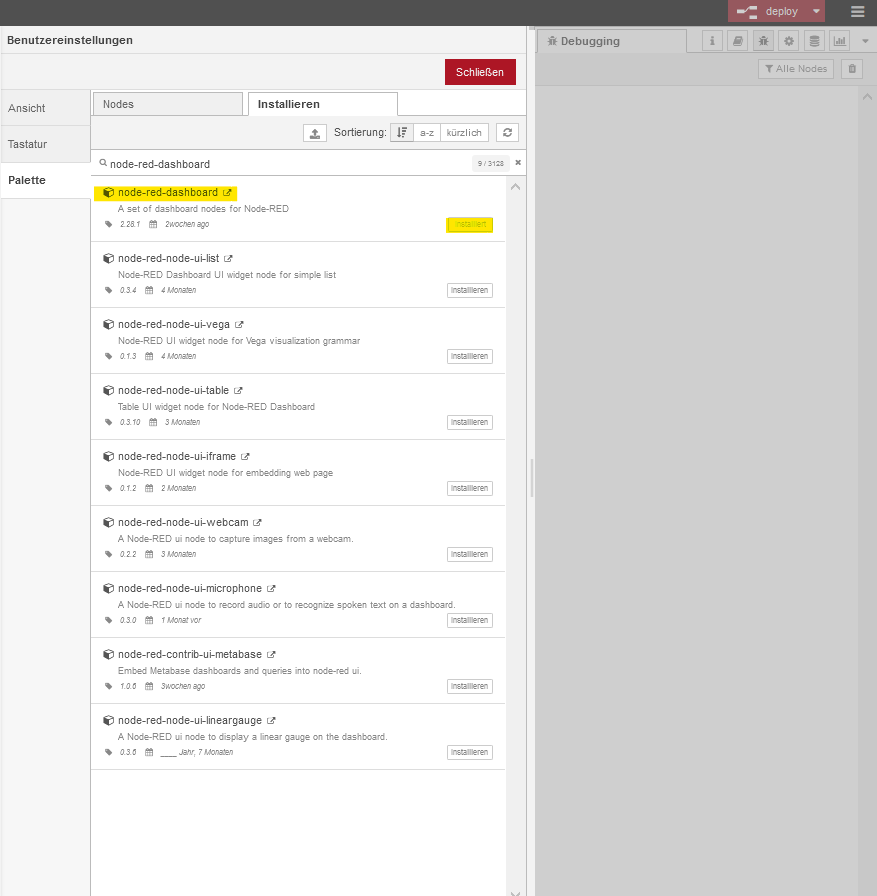 deploy
Benutzereinstellungen
Debugging
Schließen
Alle Nodes
Ansicht
Tastatur
Palette
Nodes
Installieren
Sortierung: a-z kürzlich
node-red-dashboard 9 / 3128
node-red-dashboard
A set of dashboard nodes for Node-RED
2.28.1 2wochen ago installiert
node-red-node-ui-list
Node-RED Dashboard UI widget node for simple list
0.3.4 4 Monaten installieren
node-red-node-ui-vega
Node-RED UI widget node for Vega visualization grammar
0.1.3 4 Monaten installieren
node-red-node-ui-table
Table UI widget node for Node-RED Dashboard
0.3.10 3 Monaten installieren
node-red-node-ui-iframe
Node-RED UI widget node for embedding web page
0.1.2 2 Monaten installieren
node-red-node-ui-webcam
A Node-RED ui node to capture images from a webcam.
0.2.2 3 Monaten installieren
node-red-node-ui-microphone
A Node-RED ui node to record audio or to recognize spoken text on a dashboard.
0.3.0 1 Monat vor installieren
node-red-contrib-ui-metabase
Embed Metabase dashboards and queries into node-red ui.
1.0.6 3wochen ago installieren
node-red-node-ui-lineargauge
A Node-RED ui node to display a linear gauge on the dashboard.
0.3.6 ____ Jahr, 7 Monaten installieren